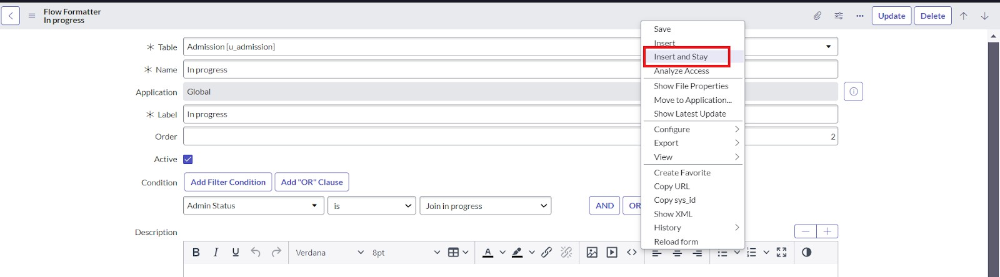 Flow Formatter
In progress
Update
Delete
Table
Admission [u_admission]
Name
In progress
Application
Global
Label
In progress
Order
2
Active
Condition
Add Filter Condition
Add "OR" Clause
Admin Status
is
Join in progress
AND
OR
Description
B I U
Verdana
8pt
A
Save
Insert
Insert and Stay
Analyze Access
Show File Properties
Move to Application...
Show Latest Update
Configure
Export
View
Create Favorite
Copy URL
Copy sys_id
Show XML
History
Reload form